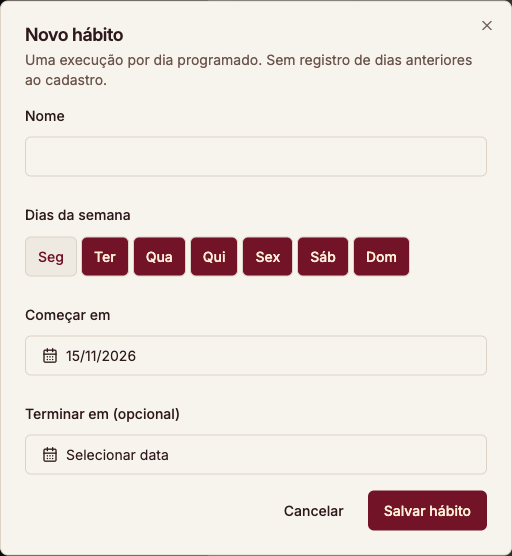 Novo hábito
Uma execução por dia programado. Sem registro de dias anteriores
ao cadastro.
Nome
Dias da semana
Seg Ter Qua Qui Sex Sáb Dom
Começar em
15/11/2026
Terminar em (opcional)
Selecionar data
Cancelar Salvar hábito